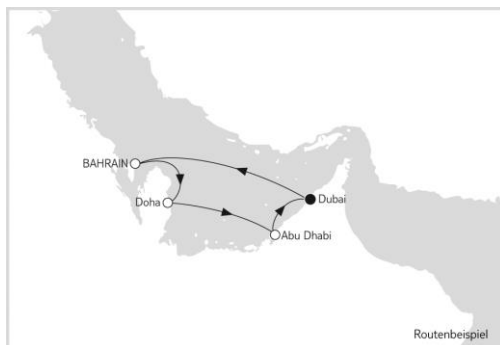 BAHRAIN
Doha
Dubai
Abu Dhabi
Routenbeispiel